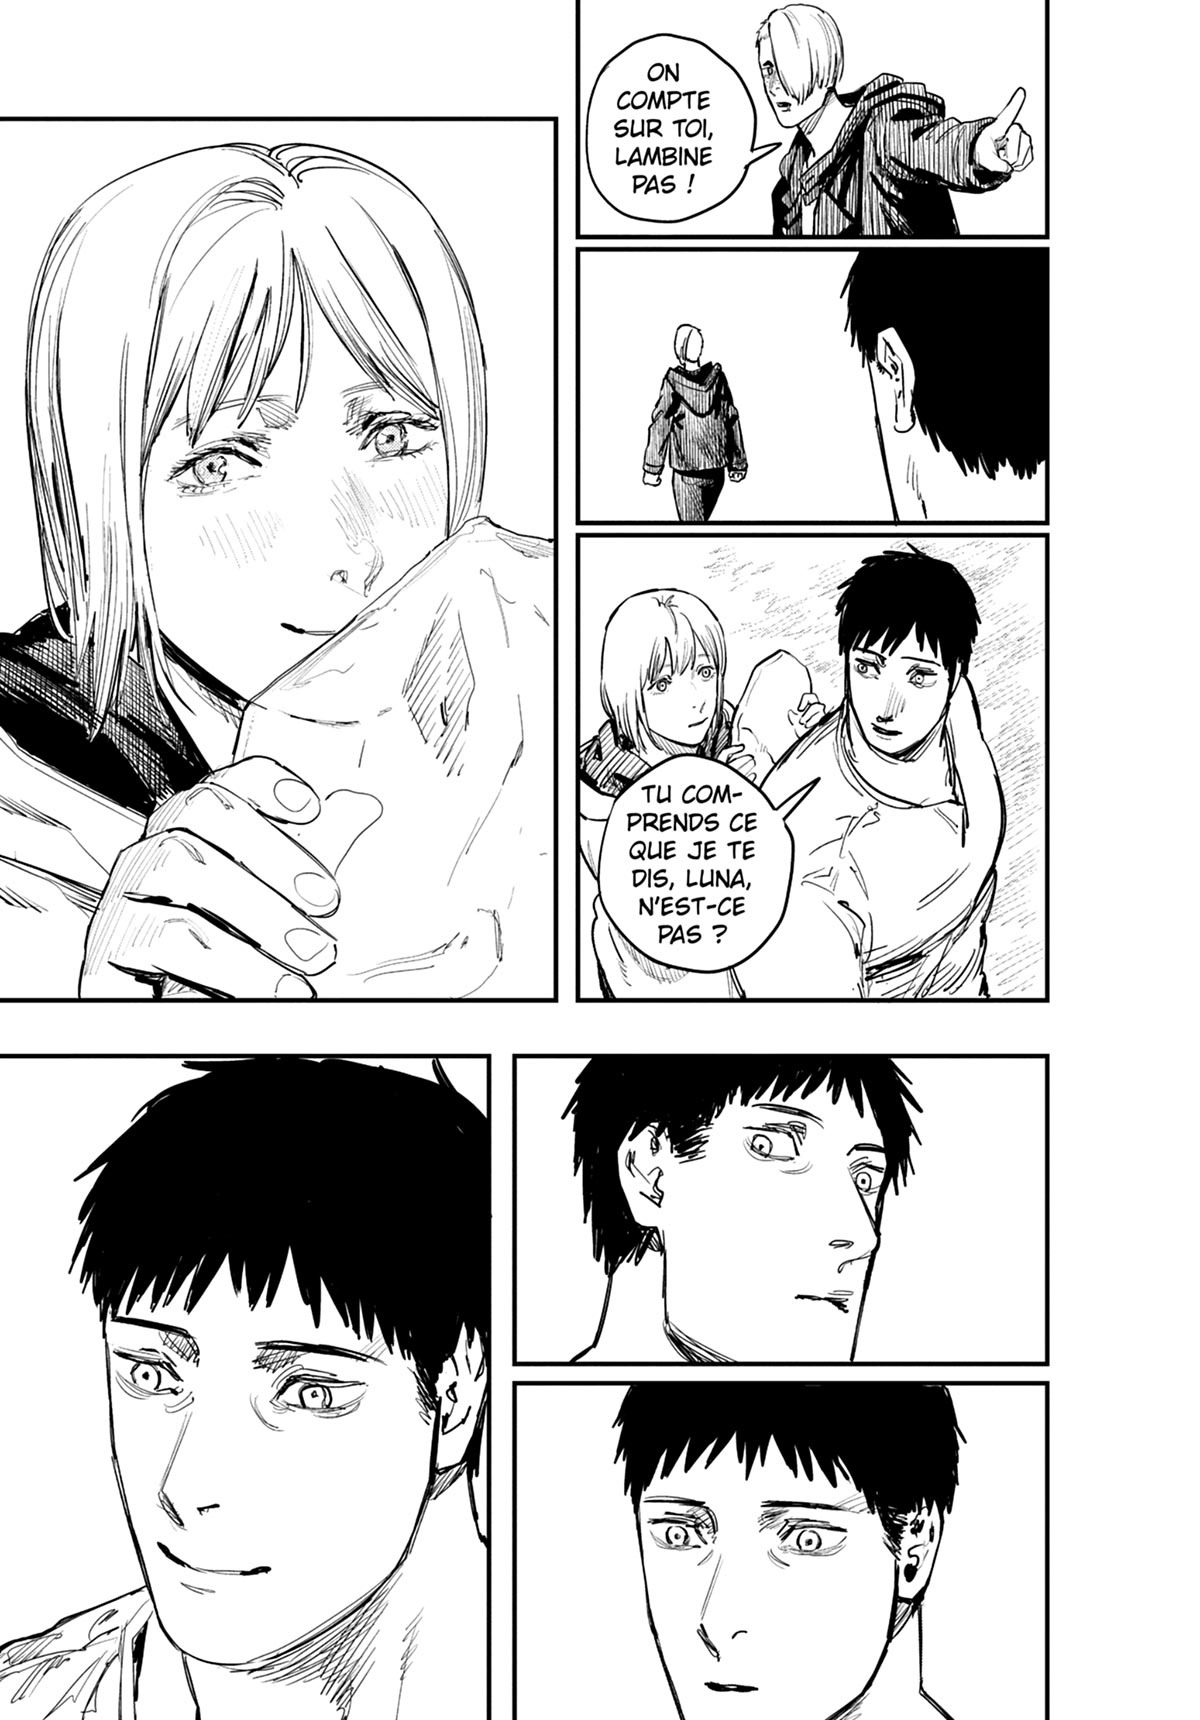 ON
COMPTE
SUR TOI,
LAMBINE
PAS !
TU COM-
PRENDS CE
QUE JE TE
DIS, LUNA,
N'EST-CE
PAS ?